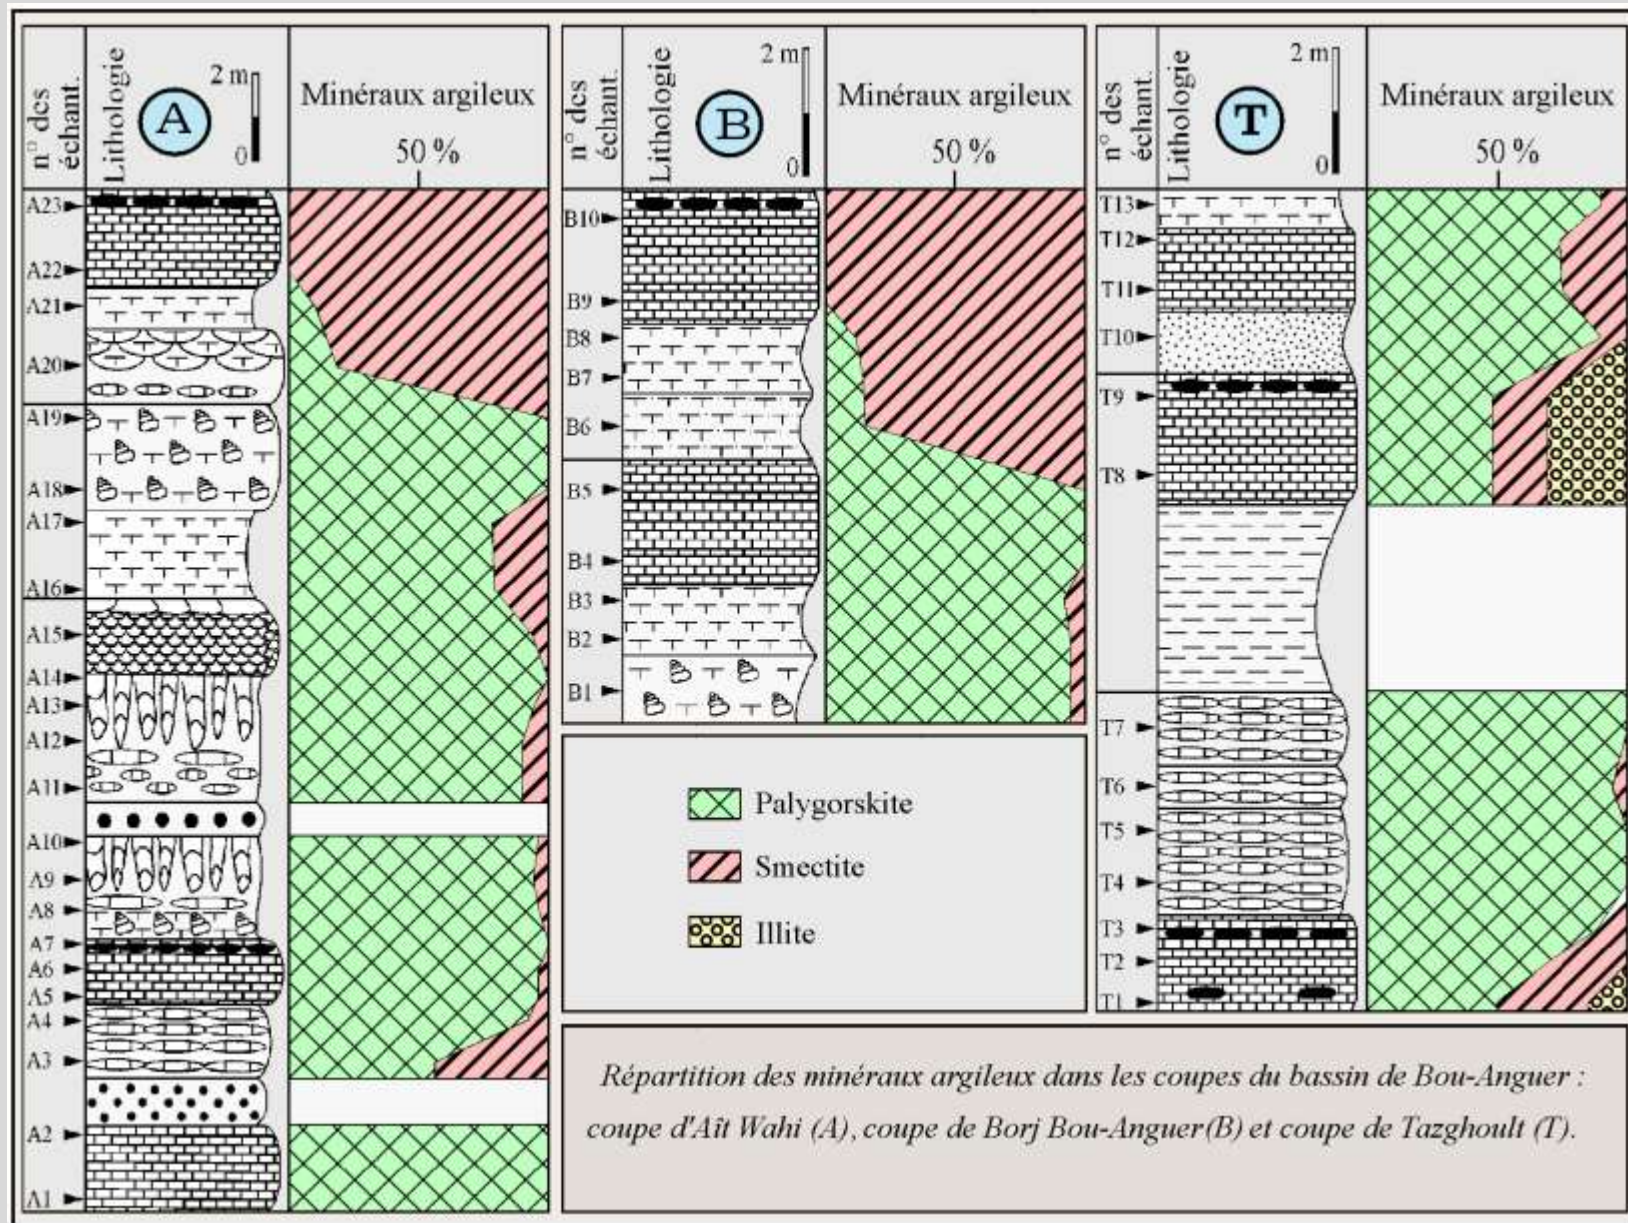 n° des échant.
Lithologie
A
2 m
0
Minéraux argileux
50 %
A23
A22
A21
A20
A19
A18
A17
A16
A15
A14
A13
A12
A11
A10
A9
A8
A7
A6
A5
A4
A3
A2
A1
n° des échant.
Lithologie
B
2 m
0
Minéraux argileux
50 %
B10
B9
B8
B7
B6
B5
B4
B3
B2
B1
Palygorskite
Smectite
Illite
n° des échant.
Lithologie
T
2 m
0
Minéraux argileux
50 %
T13
T12
T11
T10
T9
T8
T7
T6
T5
T4
T3
T2
T1
Répartition des minéraux argileux dans les coupes du bassin de Bou-Anguer :
coupe d'Aît Wahi (A), coupe de Borj Bou-Anguer(B) et coupe de Tazghoult (T).